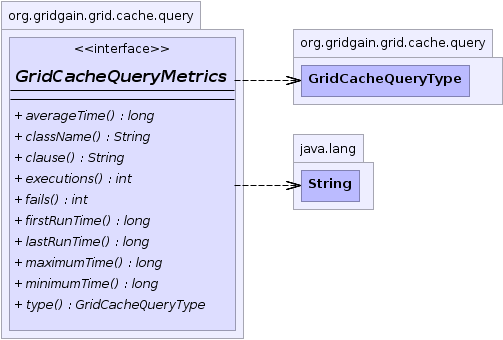 org.gridgain.grid.cache.query
<<interface>>
GridCacheQueryMetrics
+ averageTime() : long
+ className() : String
+ clause() : String
+ executions() : int
+ fails() : int
+ firstRunTime() : long
+ lastRunTime() : long
+ maximumTime() : long
+ minimumTime() : long
+ type() : GridCacheQueryType
org.gridgain.grid.cache.query
GridCacheQueryType
java.lang
String